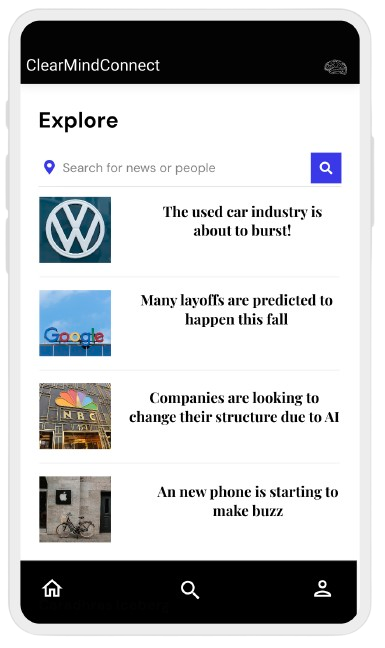 ClearMindConnect
Explore
Search for news or people
The used car industry is
about to burst!
Many layoffs are predicted to
happen this fall
Google
Companies are looking to
change their structure due to AI
NBC
An new phone is starting to
make buzz